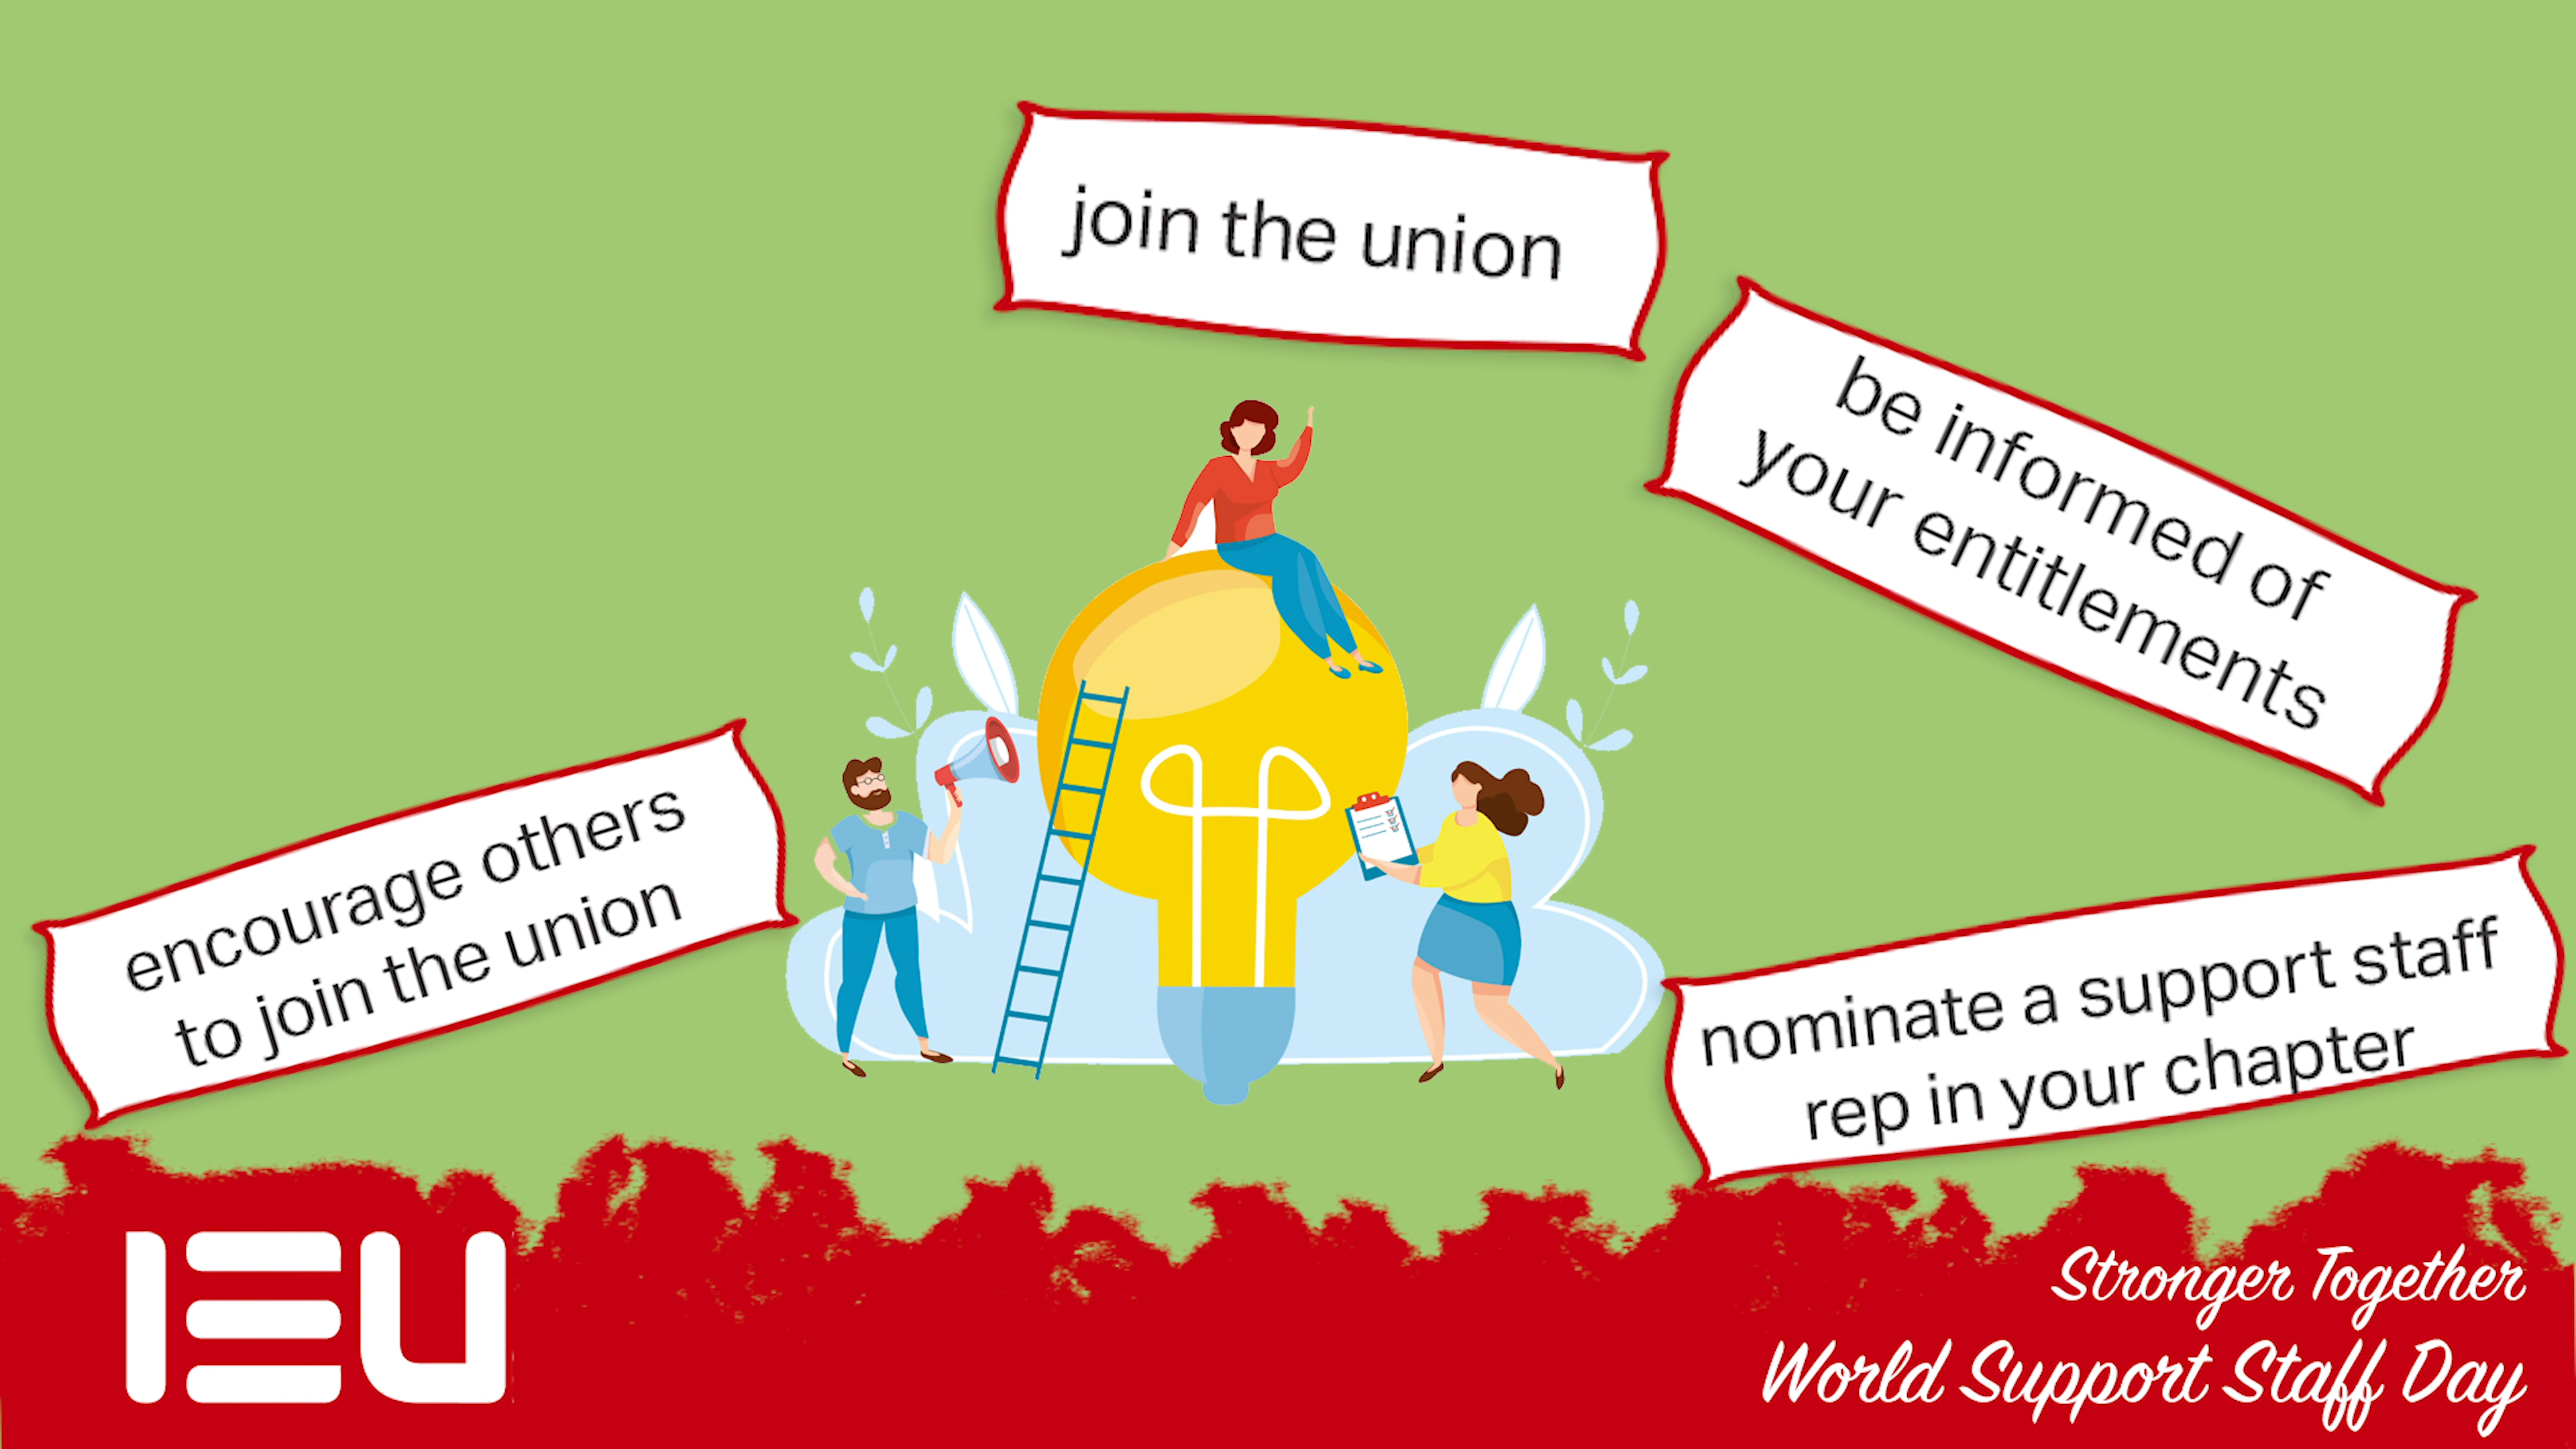 join the union
be informed of
your entitlements
encourage others
to join the union
nominate a support staff
rep in your chapter
IEU
Stronger Together
World Support Staff Day